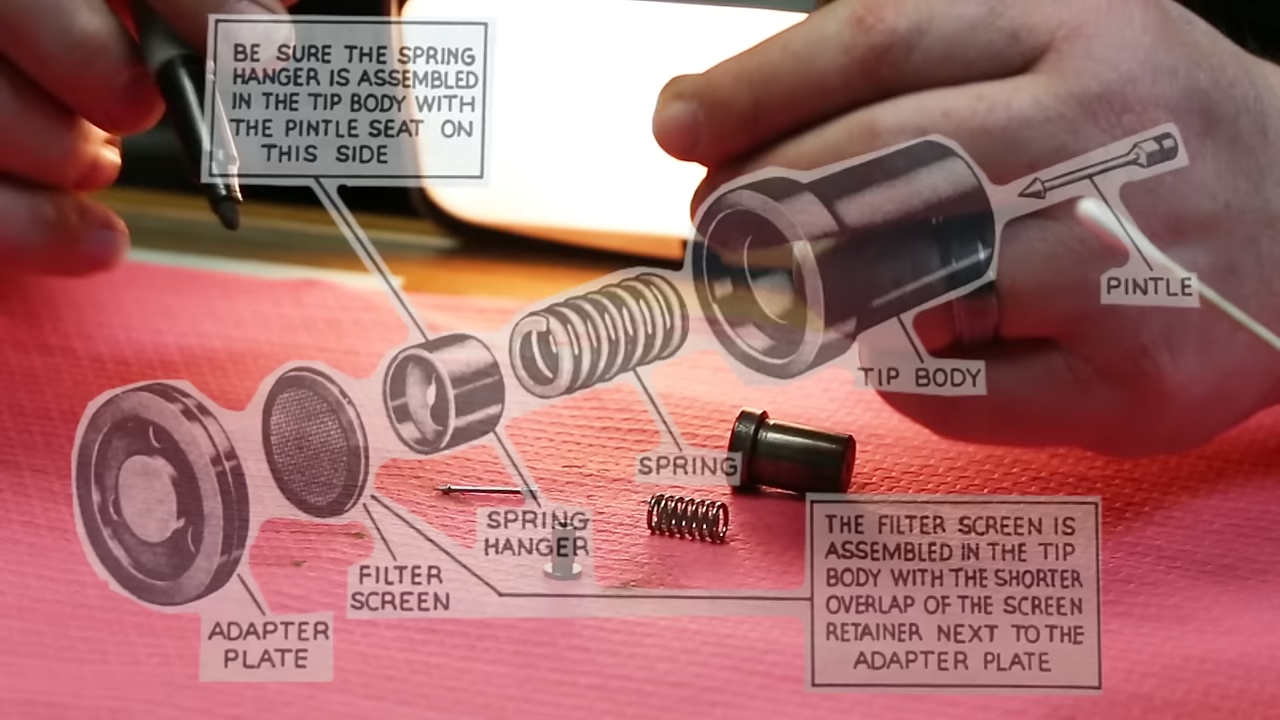 BE SURE THE SPRING
HANGER IS ASSEMBLED
IN THE TIP BODY WITH
THE PINTLE SEAT ON
THIS SIDE
PINTLE
TIP BODY
SPRING
SPRING
HANGER
FILTER
SCREEN
ADAPTER
PLATE
THE FILTER SCREEN IS
ASSEMBLED IN THE TIP
BODY WITH THE SHORTER
OVERLAP OF THE SCREEN
RETAINER NEXT TO THE
ADAPTER PLATE